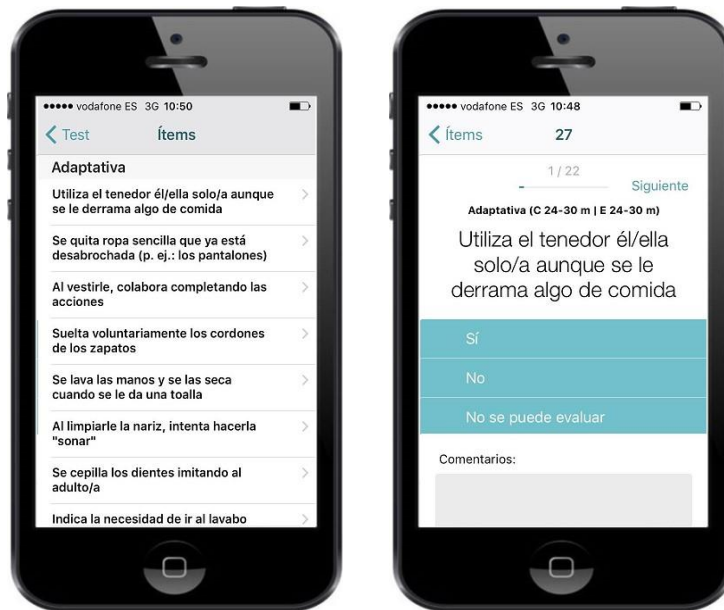 ●●●●● vodafone ES 3G 10:50
Test Ítems
Adaptativa
Utiliza el tenedor él/ella solo/a aunque
se le derrama algo de comida
Se quita ropa sencilla que ya está
desabrochada (p. ej.: los pantalones)
Al vestirle, colabora completando las
acciones
Suelta voluntariamente los cordones
de los zapatos
Se lava las manos y se las seca
cuando se le da una toalla
Al limpiarle la nariz, intenta hacerla
"sonar"
Se cepilla los dientes imitando al
adulto/a
Indica la necesidad de ir al lavabo
●●●●● vodafone ES 3G 10:48
Ítems 27
1 / 22
Siguiente
Adaptativa (C 24-30 m | E 24-30 m)
Utiliza el tenedor él/ella
solo/a aunque se le
derrama algo de comida
Sí
No
No se puede evaluar
Comentarios: